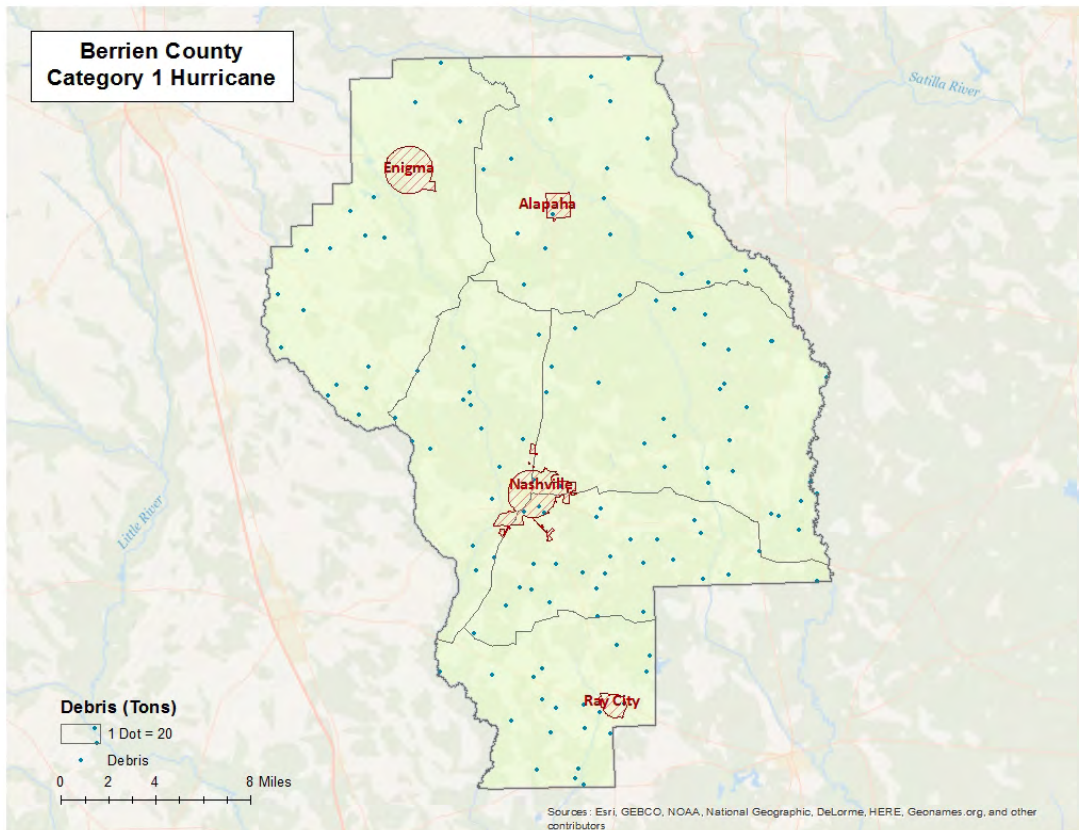 Berrien County
Category 1 Hurricane
Satilla River
Enigma
Alapaha
Nashville
Little River
Ray City
Debris (Tons)
1 Dot = 20
Debris
0 2 4 8 Miles
Sources: Esri, GEBCO, NOAA, National Geographic, DeLorme, HERE, Geonames.org, and other
contributors